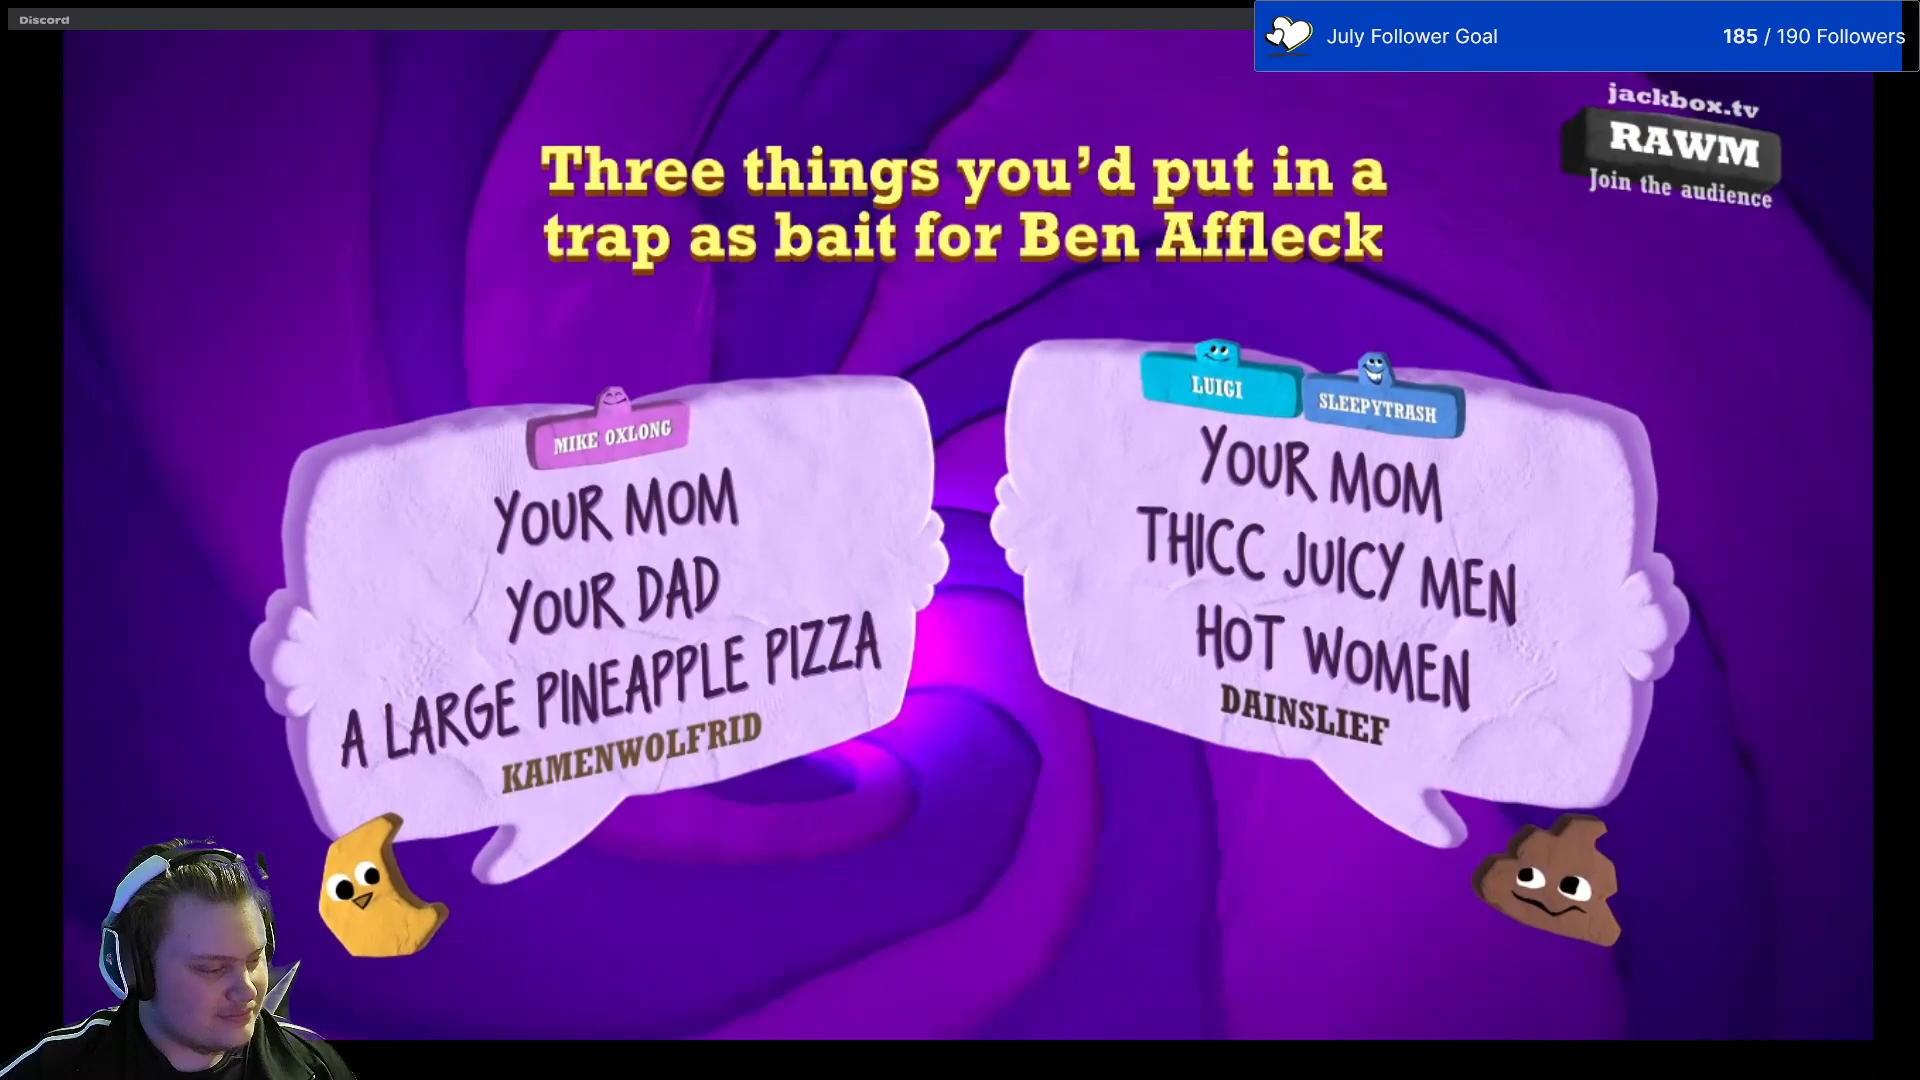 Discord
July Follower Goal
185 / 190 Followers
jackbox.tv
RAWM
Join the audience
Three things you'd put in a
trap as bait for Ben Affleck
MIKE OXLONG
YOUR MOM
YOUR DAD
A LARGE PINEAPPLE PIZZA
KAMENWOLFRID
LUIGI
SLEEPYTRASH
YOUR MOM
THICC JUICY MEN
HOT WOMEN
DAINSLIEF